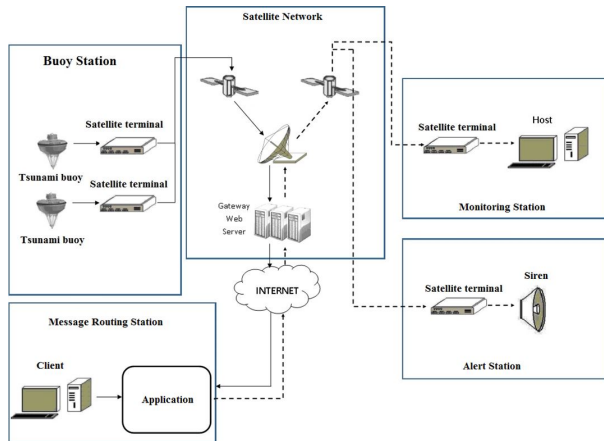 Satellite Network
Buoy Station
Satellite terminal
Tsunami buoy
Satellite terminal
Tsunami buoy
Gateway
Web
Server
INTERNET
Message Routing Station
Client
Application
Host
Satellite terminal
Monitoring Station
Siren
Satellite terminal
Alert Station